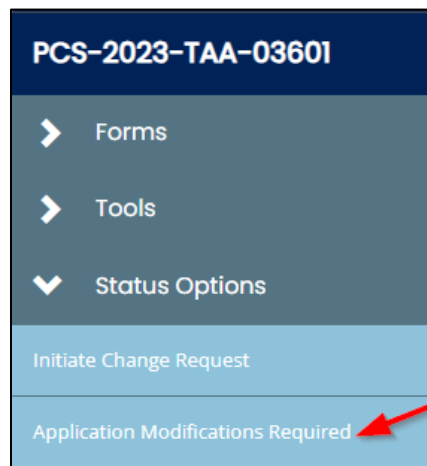 PCS-2023-TAA-03601
Forms
Tools
Status Options
Initiate Change Request
Application Modifications Required